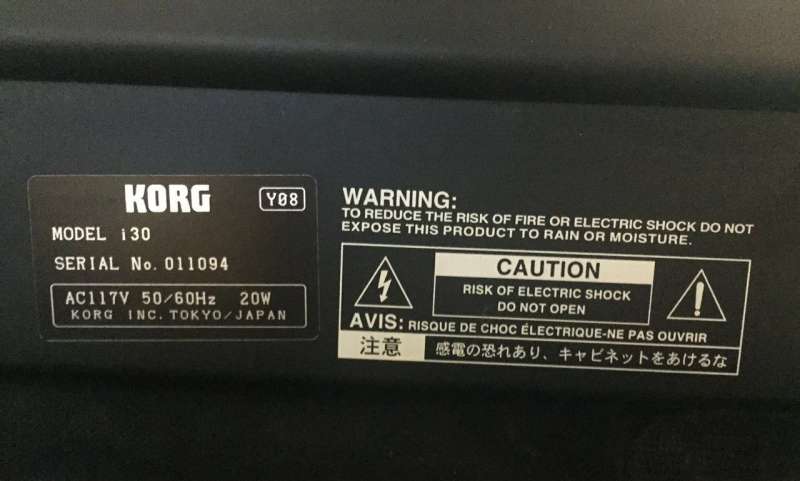 KORG Y08
MODEL i30
SERIAL No. 011094
AC117V 50/60Hz 20W
KORG INC. TOKYO/JAPAN
WARNING:
TO REDUCE THE RISK OF FIRE OR ELECTRIC SHOCK DO NOT
EXPOSE THIS PRODUCT TO RAIN OR MOISTURE.
CAUTION
RISK OF ELECTRIC SHOCK
DO NOT OPEN
AVIS: RISQUE DE CHOC ÉLECTRIQUE-NE PAS OUVRIR
注意 感電の恐れあり、キャビネットをあけるな